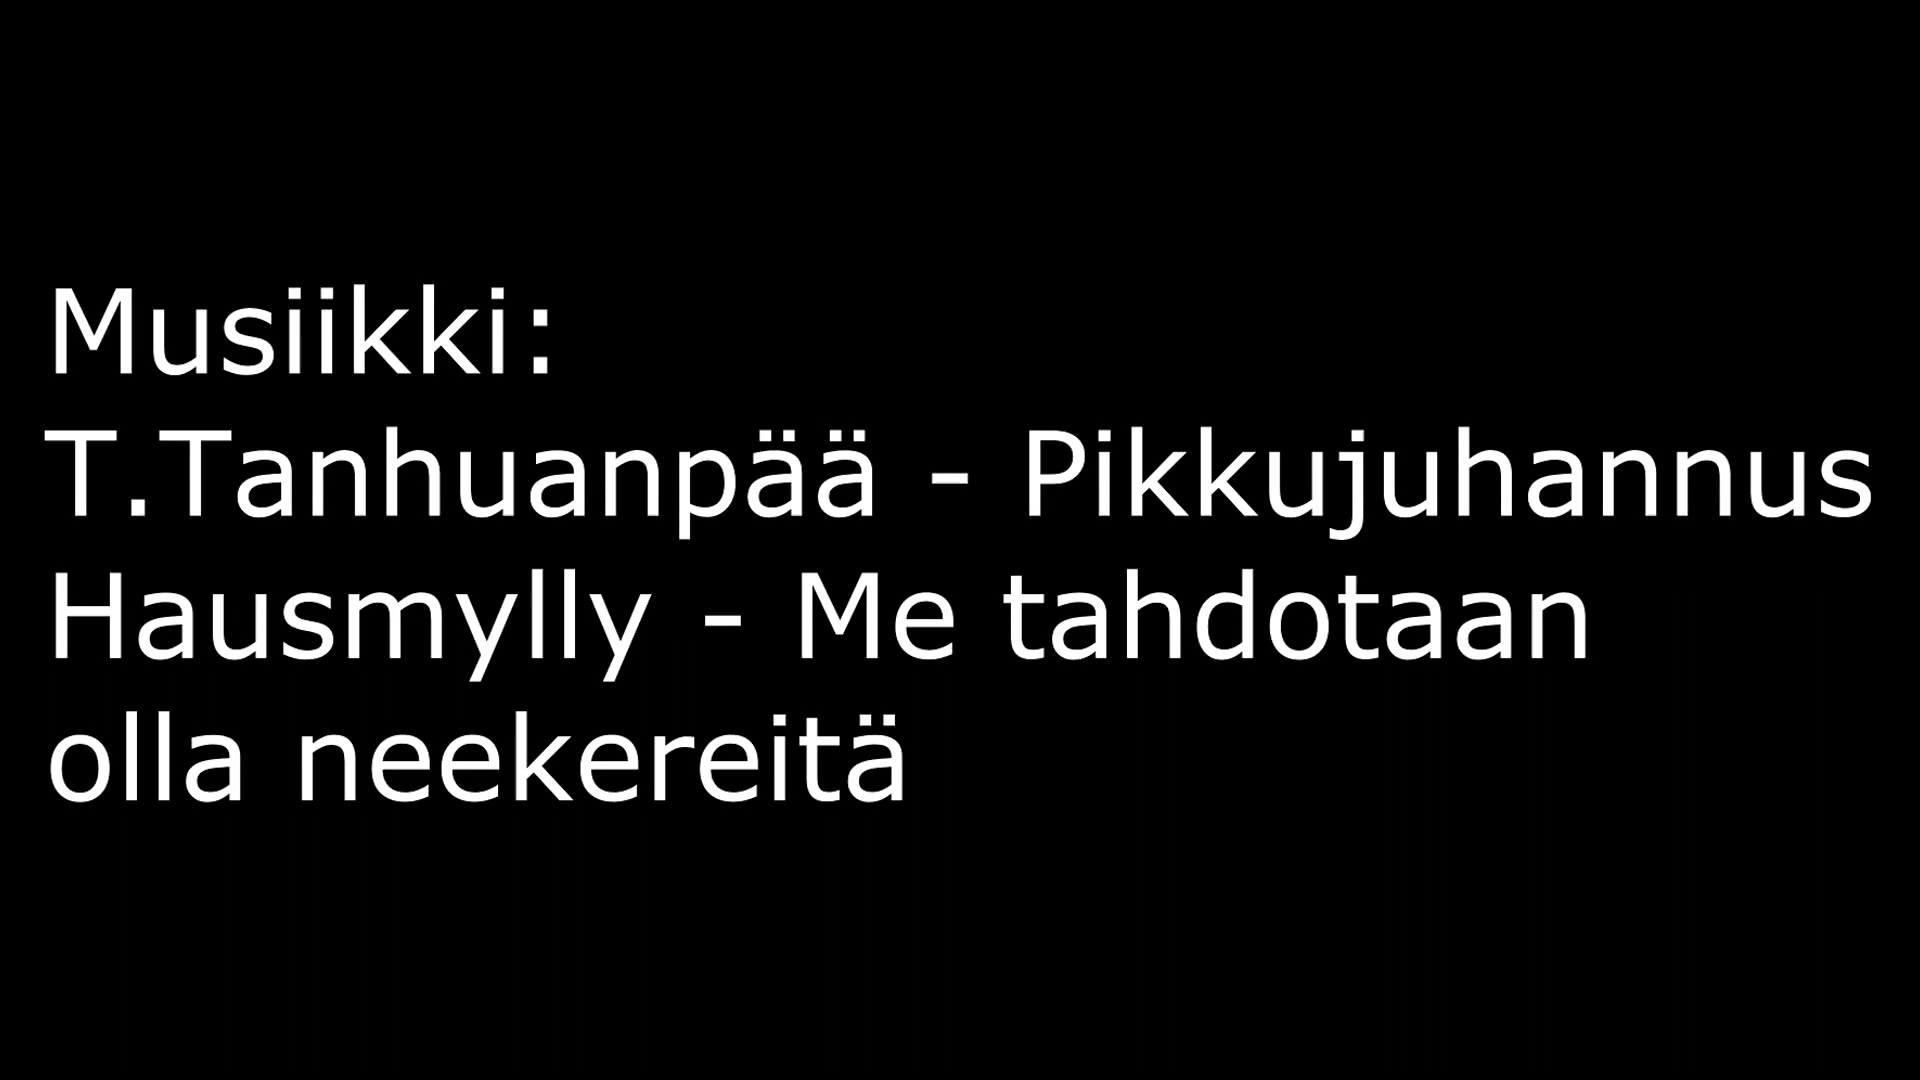 Musiikki:
T.Tanhuanpää - Pikkujuhannus
Hausmylly - Me tahdotaan
olla neekereitä